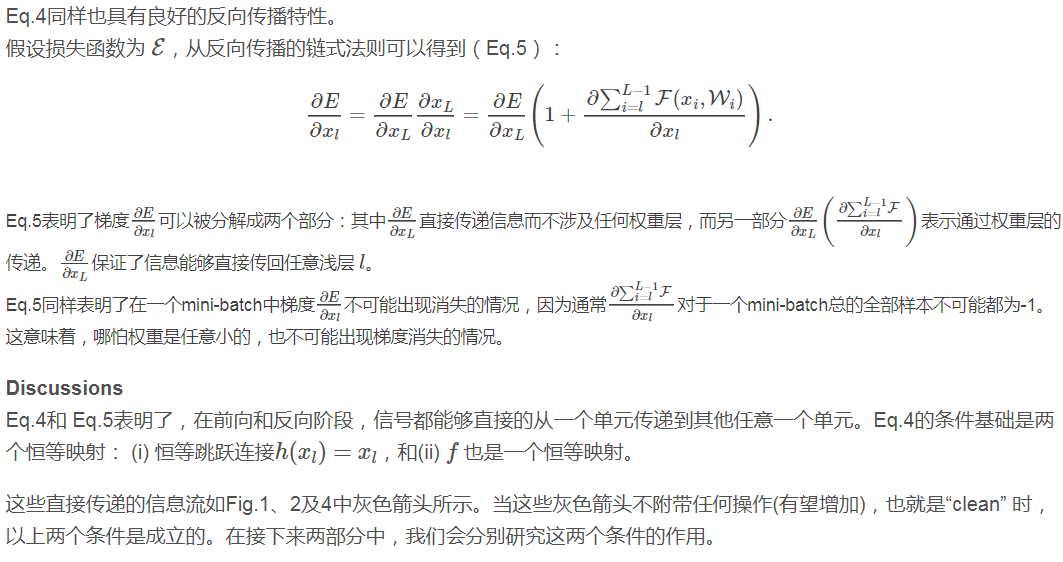 Eq.4同样也具有良好的反向传播特性。
假设损失函数为 $\mathcal{E}$，从反向传播的链式法则可以得到（Eq.5）：
$\frac{\partial E}{\partial x_l} = \frac{\partial E}{\partial x_L} \frac{\partial x_L}{\partial x_l} = \frac{\partial E}{\partial x_L} \left( 1 + \frac{\partial \sum_{i=l}^{L-1} \mathcal{F}(x_i, \mathcal{W}_i)}{\partial x_l} \right).$
Eq.5表明了梯度$\frac{\partial E}{\partial x_l}$可以被分解成两个部分：其中$\frac{\partial E}{\partial x_L}$直接传递信息而不涉及任何权重层，而另一部分$\frac{\partial E}{\partial x_L} \left( \frac{\partial \sum_{i=l}^{L-1} \mathcal{F}}{\partial x_l} \right)$表示通过权重层的
传递。$\frac{\partial E}{\partial x_L}$保证了信息能够直接传回任意浅层 $l$。
Eq.5同样表明了在一个mini-batch中梯度$\frac{\partial E}{\partial x_l}$不可能出现消失的情况，因为通常$\frac{\partial \sum_{i=l}^{L-1} \mathcal{F}}{\partial x_l}$对于一个mini-batch总的全部样本不可能都为-1。
这意味着，哪怕权重是任意小的，也不可能出现梯度消失的情况。
Discussions
Eq.4和 Eq.5表明了，在前向和反向阶段，信号都能够直接的从一个单元传递到其他任意一个单元。Eq.4的条件基础是两
个恒等映射： (i) 恒等跳跃连接$h(x_l) = x_l$，和(ii) $f$ 也是一个恒等映射。
这些直接传递的信息流如Fig.1、2及4中灰色箭头所示。当这些灰色箭头不附带任何操作(有望增加)，也就是“clean” 时，
以上两个条件是成立的。在接下来两部分中，我们会分别研究这两个条件的作用。